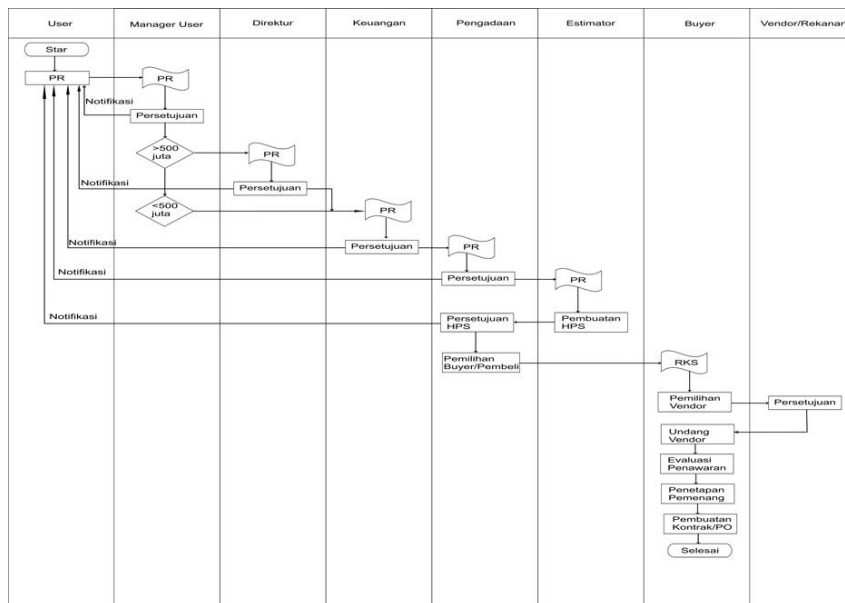 User
Manager User
Direktur
Keuangan
Pengadaan
Estimator
Buyer
Vendor/Rekanan
Star
PR
PR
Notifikasi
Persetujuan
>500
juta
PR
Notifikasi
Persetujuan
<500
juta
PR
Notifikasi
Persetujuan
PR
Notifikasi
Persetujuan
PR
Notifikasi
Persetujuan
HPS
Pembuatan
HPS
Pemilihan
Buyer/Pembeli
RKS
Pemilihan
Vendor
Persetujuan
Undang
Vendor
Evaluasi
Penawaran
Penetapan
Pemenang
Pembuatan
Kontrak/PO
Selesai